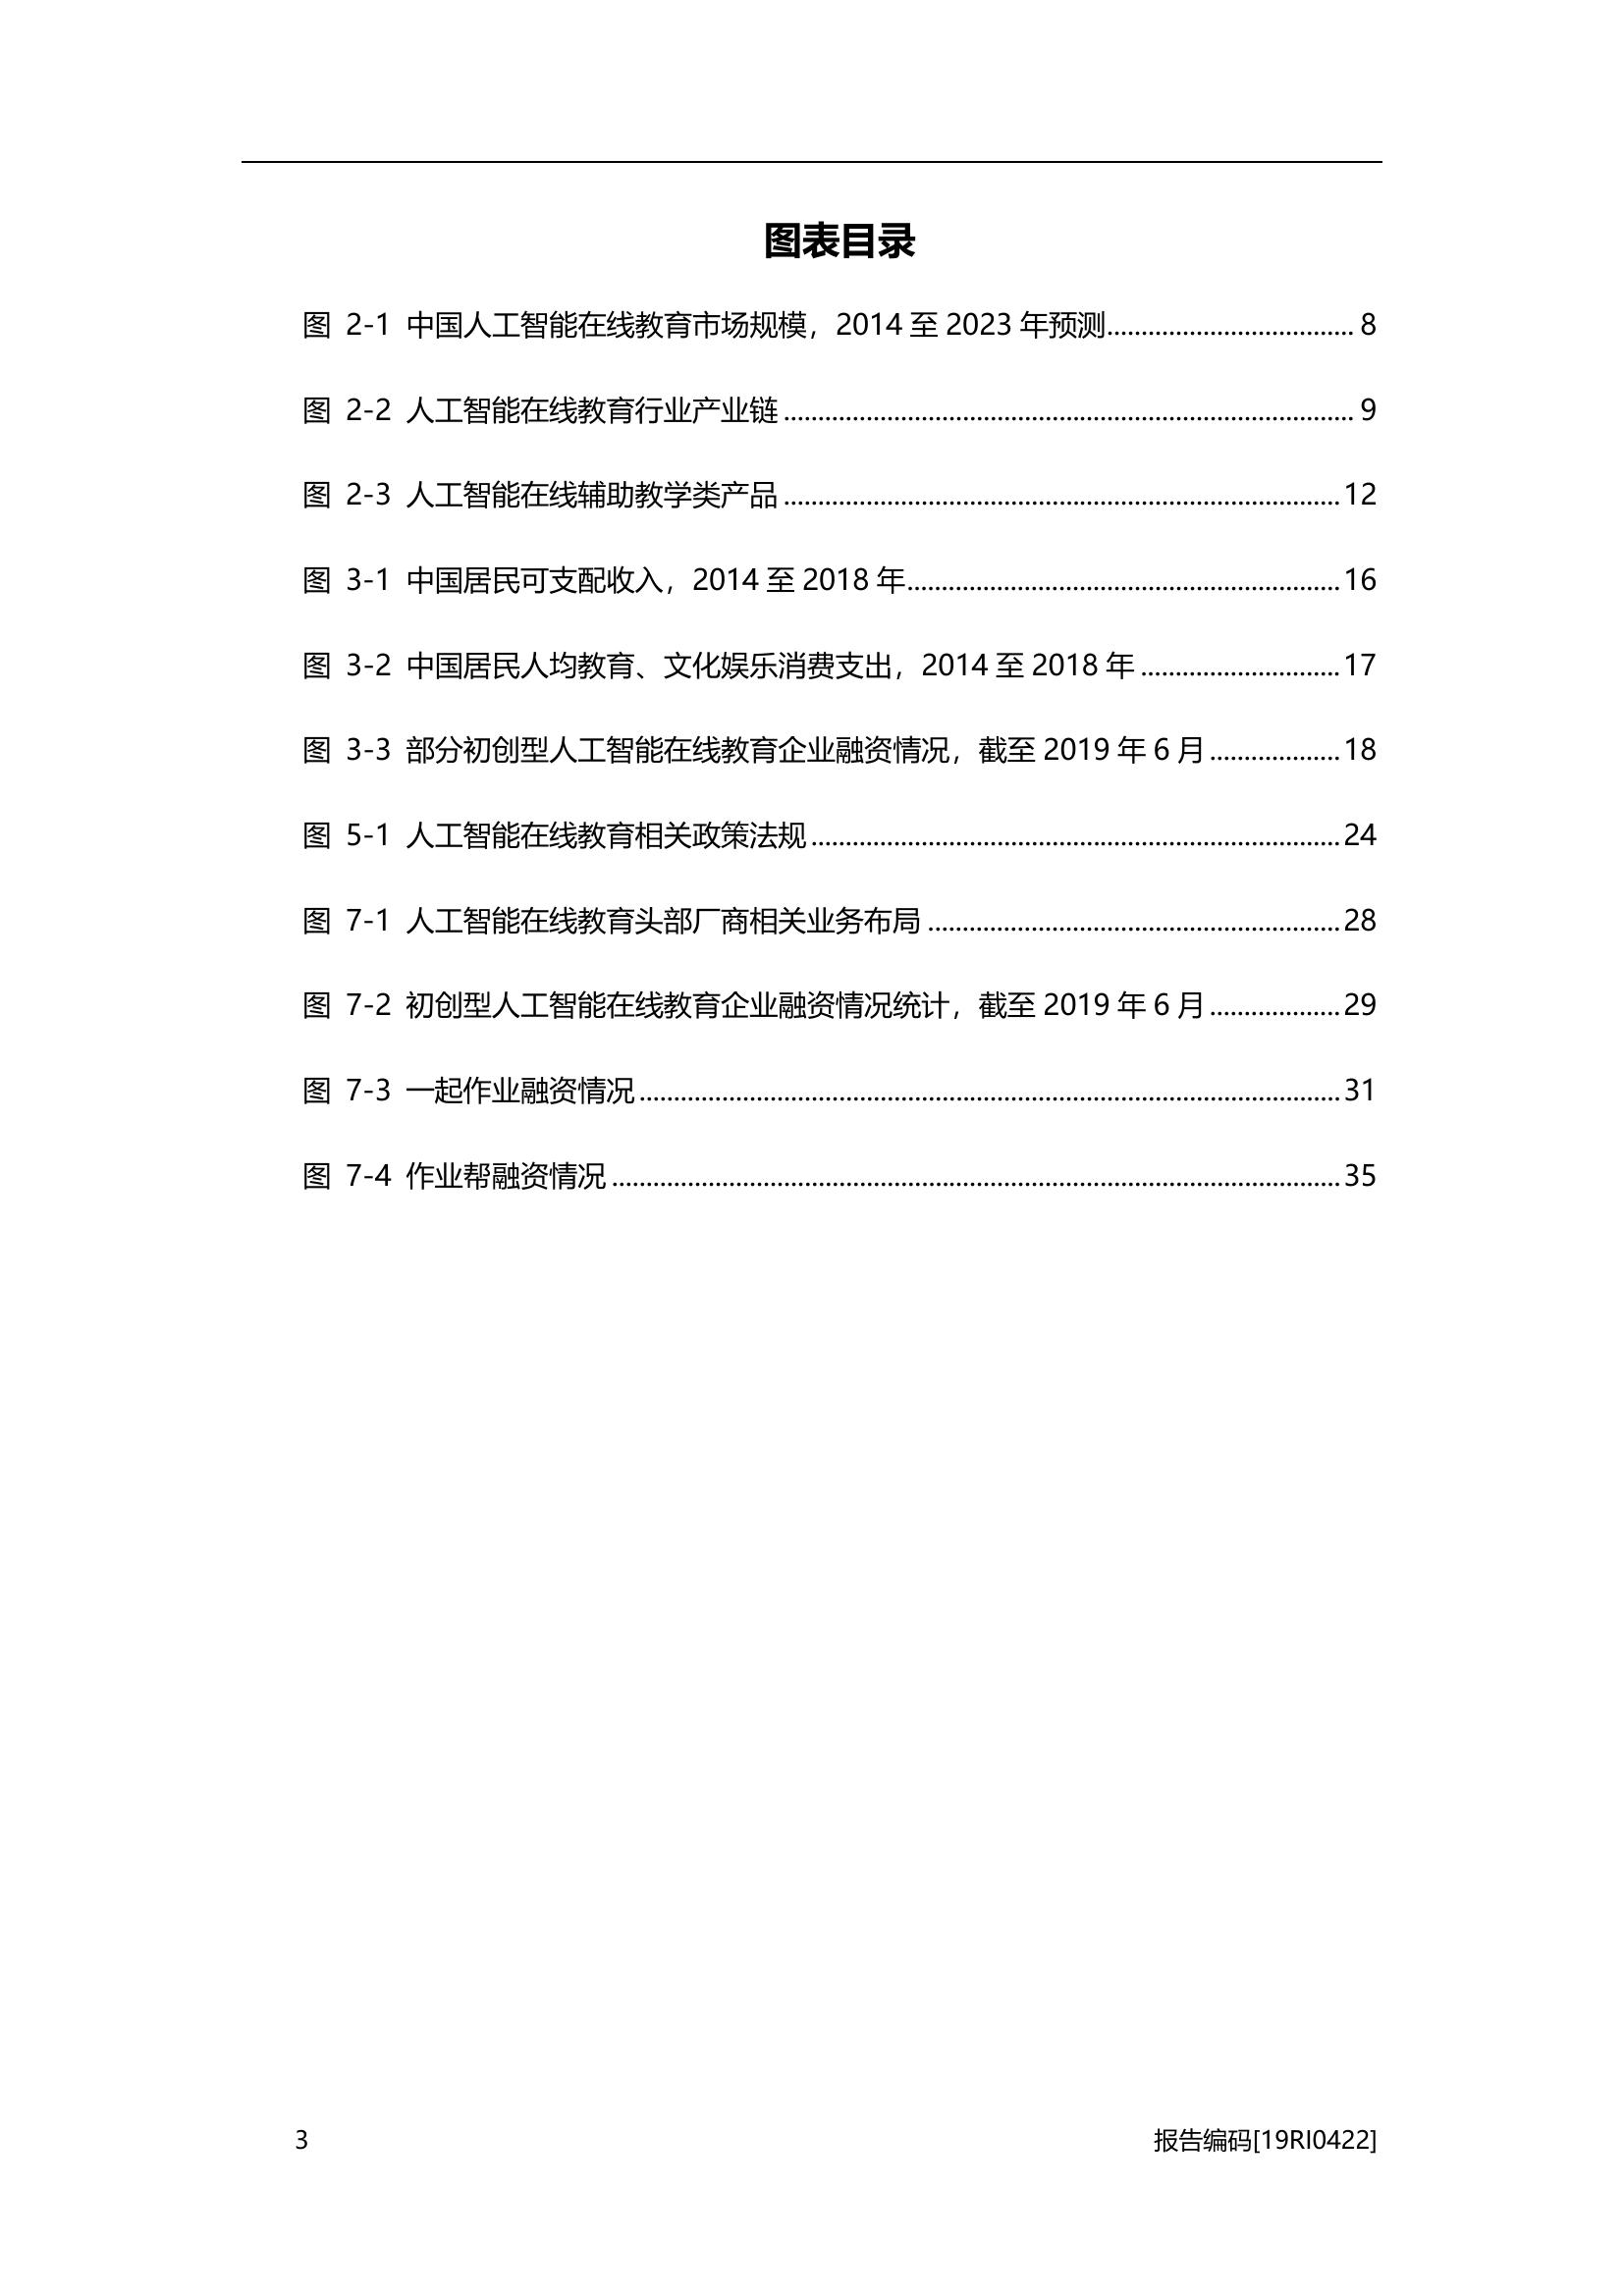 图表目录
图 2-1 中国人工智能在线教育市场规模，2014 至 2023 年预测.................................... 8
图 2-2 人工智能在线教育行业产业链.................................................................................... 9
图 2-3 人工智能在线辅助教学类产品.................................................................................. 12
图 3-1 中国居民可支配收入，2014 至 2018 年................................................................ 16
图 3-2 中国居民人均教育、文化娱乐消费支出，2014 至 2018 年............................. 17
图 3-3 部分初创型人工智能在线教育企业融资情况，截至 2019 年 6 月................... 18
图 5-1 人工智能在线教育相关政策法规............................................................................. 24
图 7-1 人工智能在线教育头部厂商相关业务布局............................................................ 28
图 7-2 初创型人工智能在线教育企业融资情况统计，截至 2019 年 6 月................... 29
图 7-3 一起作业融资情况...................................................................................................... 31
图 7-4 作业帮融资情况.......................................................................................................... 35
3 报告编码[19RI0422]